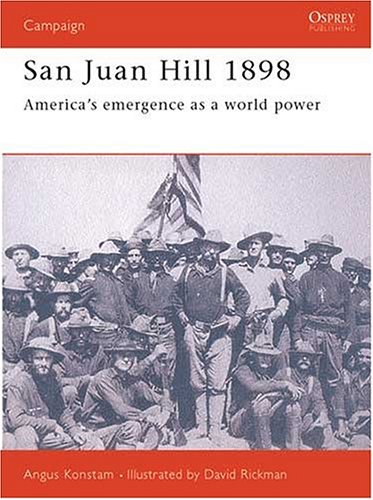 Campaign
OSPREY
PUBLISHING
San Juan Hill 1898
America's emergence as a world power
Angus Konstam · Illustrated by David Rickman